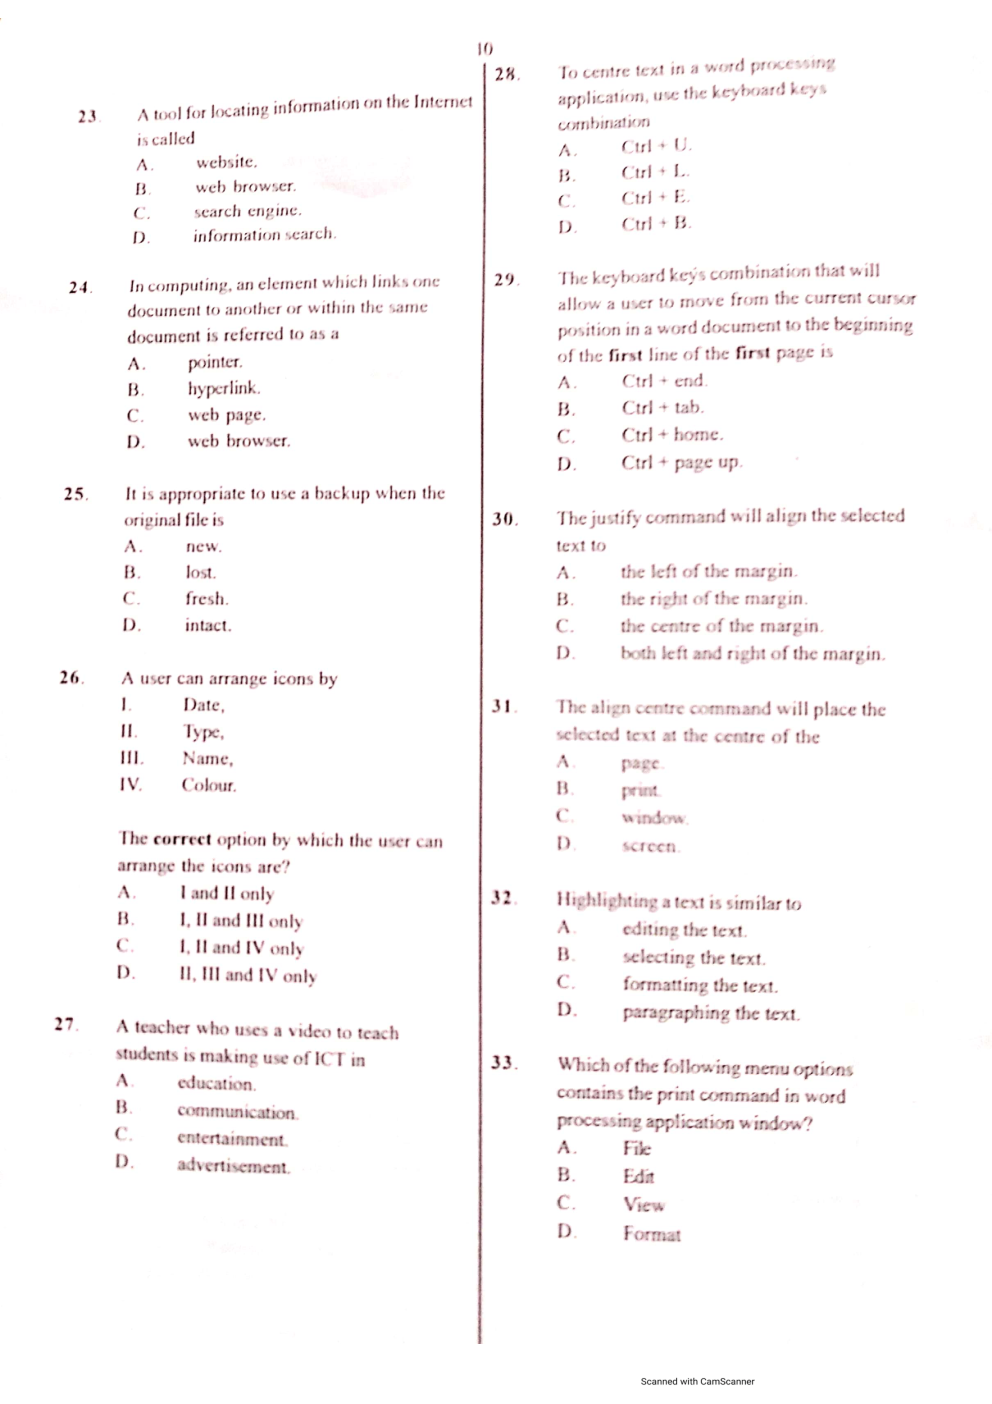 10
23. A tool for locating information on the Internet
is called
A. website.
B. web browser.
C. search engine.
D. information search.
24. In computing, an element which links one
document to another or within the same
document is referred to as a
A. pointer.
B. hyperlink.
C. web page.
D. web browser.
25. It is appropriate to use a backup when the
original file is
A. new.
B. lost.
C. fresh.
D. intact.
26. A user can arrange icons by
I. Date,
II. Type,
III. Name,
IV. Colour.
The correct option by which the user can
arrange the icons are?
A. I and II only
B. I, II and III only
C. I, II and IV only
D. II, III and IV only
27. A teacher who uses a video to teach
students is making use of ICT in
A. education.
B. communication.
C. entertainment.
D. advertisement.
28. To centre text in a word processing
application, use the keyboard keys
combination
A. Ctrl + U.
B. Ctrl + L.
C. Ctrl + E.
D. Ctrl + B.
29. The keyboard keys combination that will
allow a user to move from the current cursor
position in a word document to the beginning
of the first line of the first page is
A. Ctrl + end.
B. Ctrl + tab.
C. Ctrl + home.
D. Ctrl + page up.
30. The justify command will align the selected
text to
A. the left of the margin.
B. the right of the margin.
C. the centre of the margin.
D. both left and right of the margin.
31. The align centre command will place the
selected text at the centre of the
A. page.
B. print.
C. window.
D. screen.
32. Highlighting a text is similar to
A. editing the text.
B. selecting the text.
C. formatting the text.
D. paragraphing the text.
33. Which of the following menu options
contains the print command in word
processing application window?
A. File
B. Edit
C. View
D. Format
Scanned with CamScanner